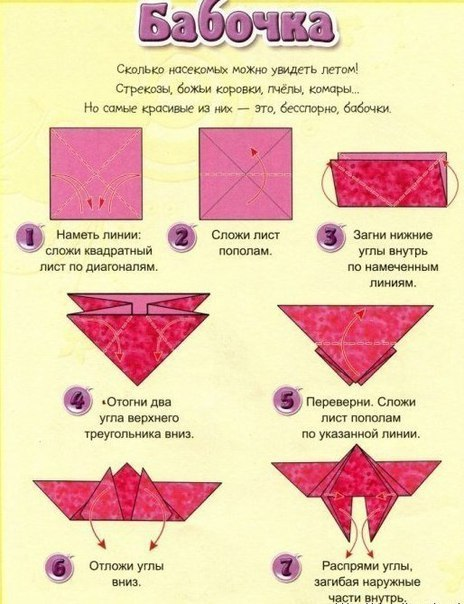 Бабочка
Сколько насекомых можно увидеть летом!
Стрекозы, божьи коровки, пчёлы, комары...
Но самые красивые из них — это, бесспорно, бабочки.
1
Наметь линии:
сложи квадратный
лист по диагоналям.
2
Сложи лист
пополам.
3
Загни нижние
углы внутрь
по намеченным
линиям.
4
Отогни два
угла верхнего
треугольника вниз.
5
Переверни. Сложи
лист пополам
по указанной линии.
6
Отложи углы
вниз.
7
Распрями углы,
загибая наружные
части внутрь.